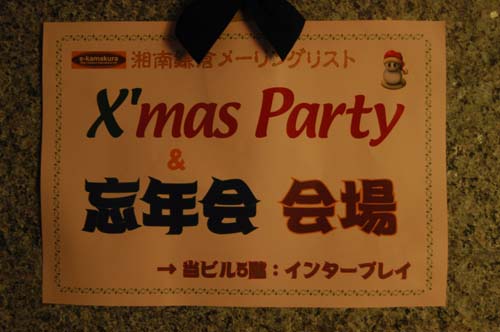 e-kamakura 湘南鎌倉メーリングリスト
X'mas Party
&
忘年会 会場
→ 当ビル5階：インタープレイ